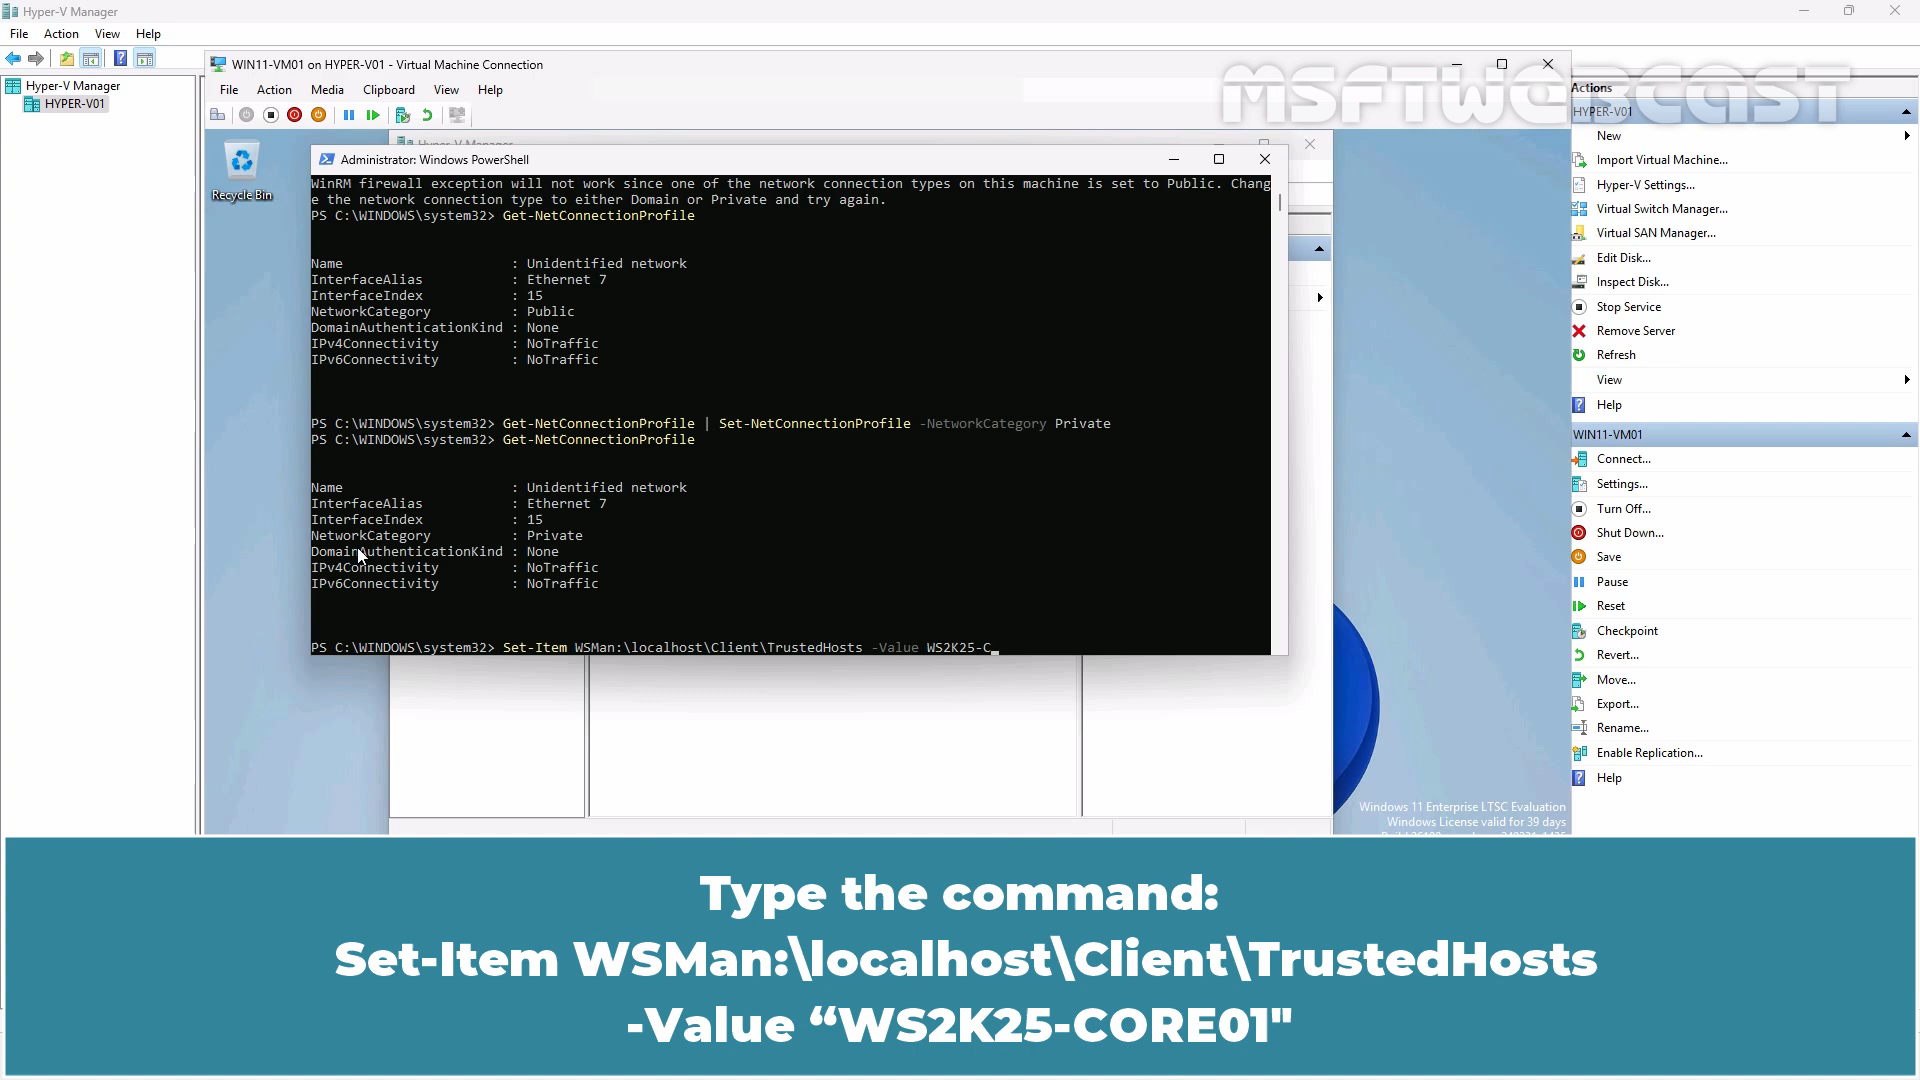 Hyper-V Manager
File Action View Help
Hyper-V Manager
HYPER-V01
WIN11-VM01 on HYPER-V01 - Virtual Machine Connection
File Action Media Clipboard View Help
MSFTWEBCAST
Recycle Bin
Hyper-V Manager
Administrator: Windows PowerShell
WinRM firewall exception will not work since one of the network connection types on this machine is set to Public. Chang
e the network connection type to either Domain or Private and try again.
PS C:\WINDOWS\system32> Get-NetConnectionProfile
Name : Unidentified network
InterfaceAlias : Ethernet 7
InterfaceIndex : 15
NetworkCategory : Public
DomainAuthenticationKind : None
IPv4Connectivity : NoTraffic
IPv6Connectivity : NoTraffic
PS C:\WINDOWS\system32> Get-NetConnectionProfile | Set-NetConnectionProfile -NetworkCategory Private
PS C:\WINDOWS\system32> Get-NetConnectionProfile
Name : Unidentified network
InterfaceAlias : Ethernet 7
InterfaceIndex : 15
NetworkCategory : Private
DomainAuthenticationKind : None
IPv4Connectivity : NoTraffic
IPv6Connectivity : NoTraffic
PS C:\WINDOWS\system32> Set-Item WSMan:\localhost\Client\TrustedHosts -Value WS2K25-C
Windows 11 Enterprise LTSC Evaluation
Windows License valid for 39 days
Actions
HYPER-V01
New
Import Virtual Machine...
Hyper-V Settings...
Virtual Switch Manager...
Virtual SAN Manager...
Edit Disk...
Inspect Disk...
Stop Service
Remove Server
Refresh
View
Help
WIN11-VM01
Connect...
Settings...
Turn Off...
Shut Down...
Save
Pause
Reset
Checkpoint
Revert...
Move...
Export...
Rename...
Enable Replication...
Help
Type the command:
Set-Item WSMan:\localhost\Client\TrustedHosts
-Value “WS2K25-CORE01"